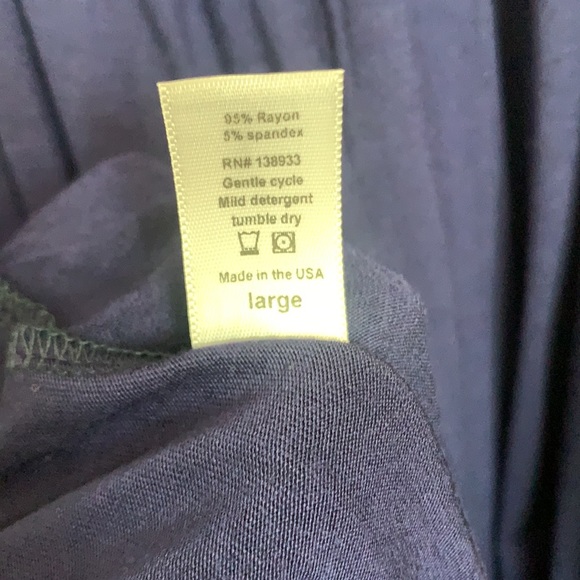 95% Rayon
5% spandex
RN# 138933
Gentle cycle
Mild detergent
tumble dry
Made in the USA
large